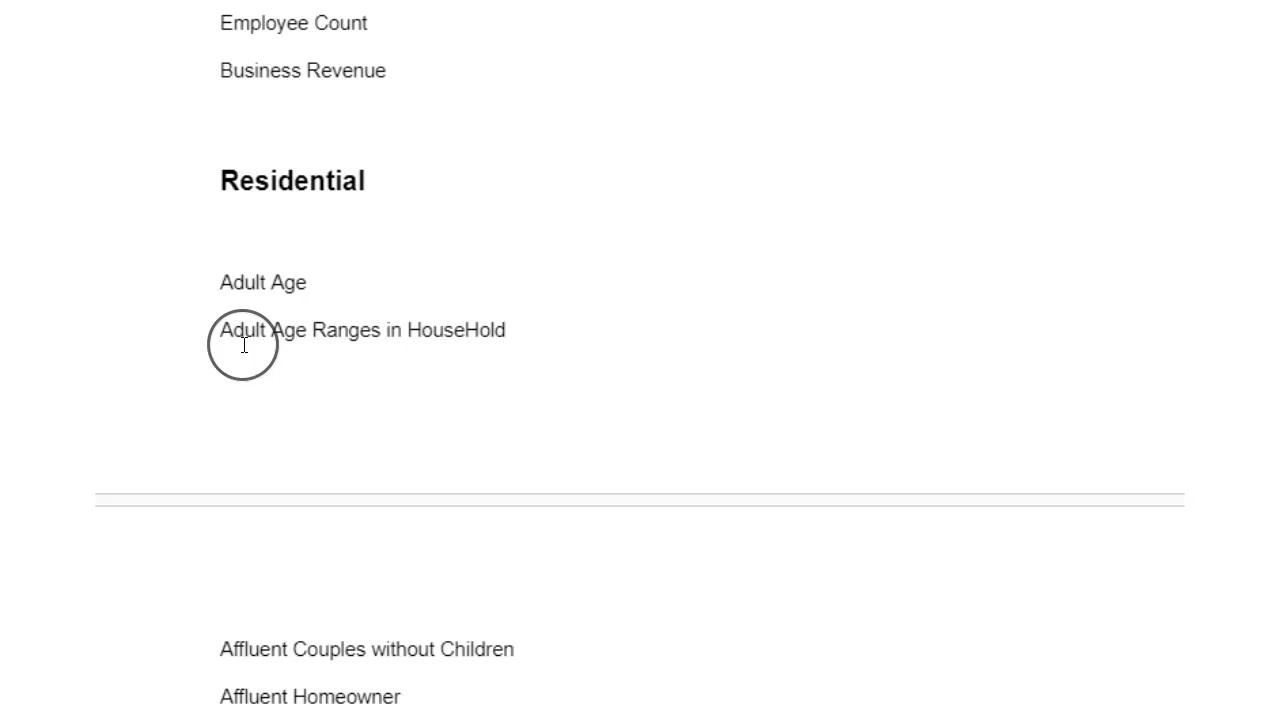 Employee Count
Business Revenue
Residential
Adult Age
Adult Age Ranges in HouseHold
Affluent Couples without Children
Affluent Homeowner